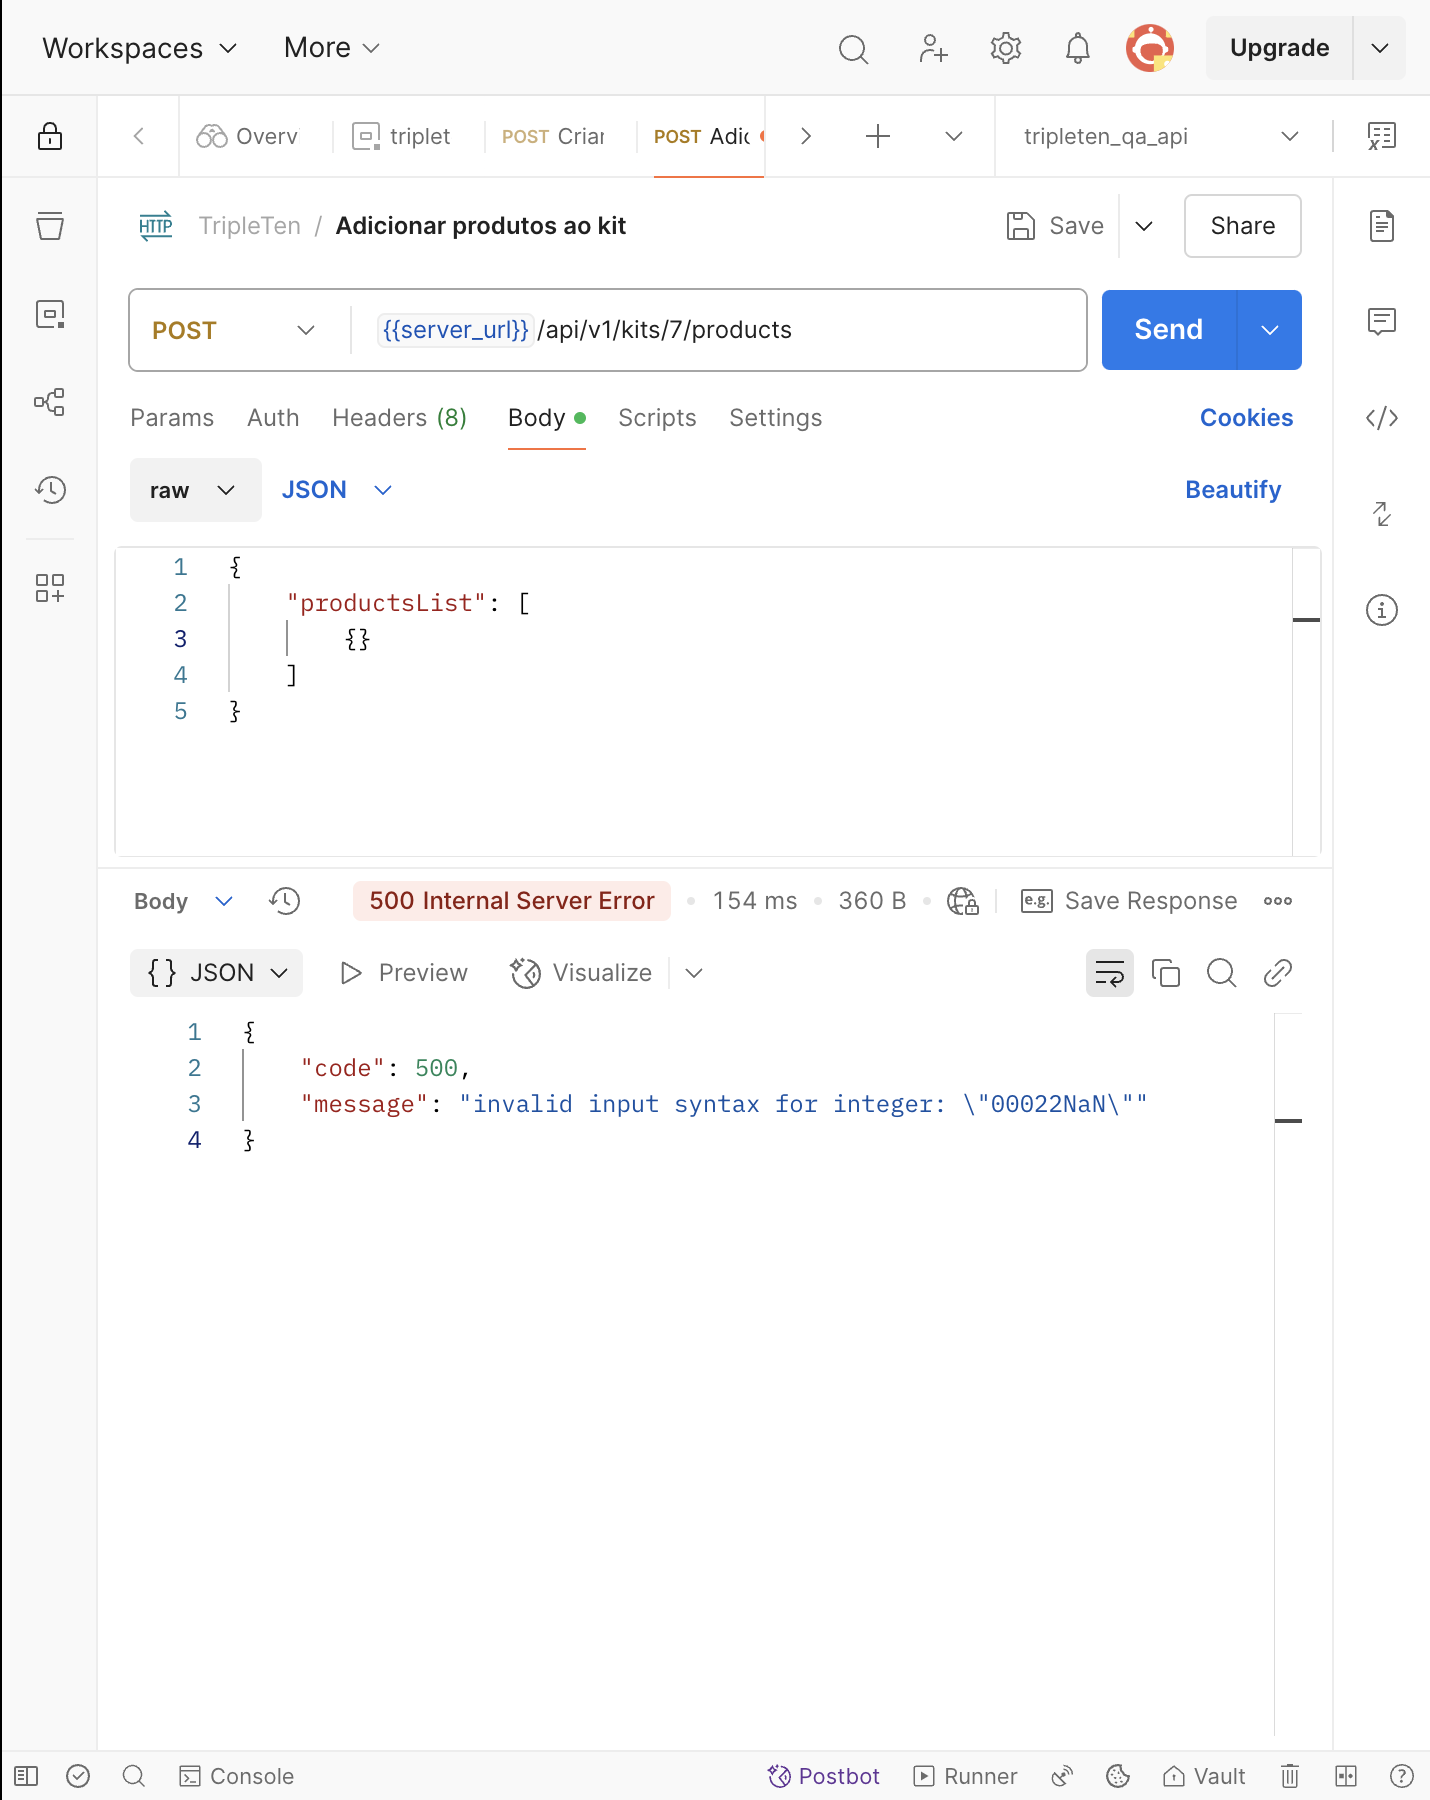 Workspaces More Upgrade
Overv triplet POST Criar POST Adic tripleten_qa_api
HTTP TripleTen / Adicionar produtos ao kit Save Share
POST {{server_url}}/api/v1/kits/7/products Send
Params Auth Headers (8) Body Scripts Settings Cookies
raw JSON Beautify
1 {
2 "productsList": [
3 {}
4 ]
5 }
Body 500 Internal Server Error 154 ms 360 B e.g. Save Response
{} JSON Preview Visualize
1 {
2 "code": 500,
3 "message": "invalid input syntax for integer: \"00022NaN\""
4 }
Console Postbot Runner Vault